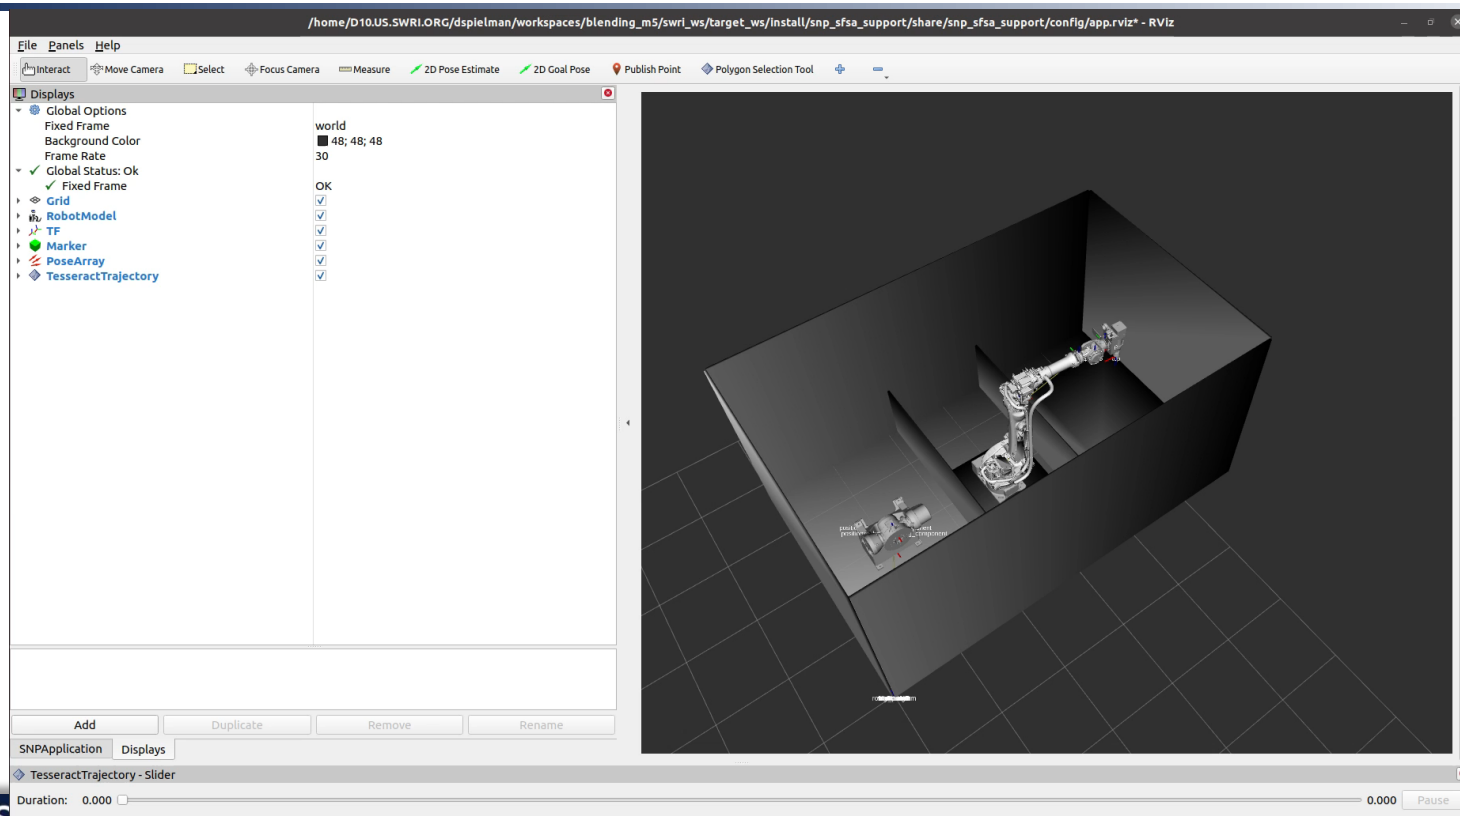 /home/D10.US.SWRI.ORG/dspielman/workspaces/blending_m5/swri_ws/target_ws/install/snp_sfsa_support/share/snp_sfsa_support/config/app.rviz* - RViz
File Panels Help
Interact Move Camera Select Focus Camera Measure 2D Pose Estimate 2D Goal Pose Publish Point Polygon Selection Tool
Displays
Global Options
Fixed Frame world
Background Color 48; 48; 48
Frame Rate 30
Global Status: Ok
Fixed Frame OK
Grid
RobotModel
TF
Marker
PoseArray
TesseractTrajectory
Add Duplicate Remove Rename
SNPApplication Displays
TesseractTrajectory - Slider
Duration: 0.000 0.000 Pause